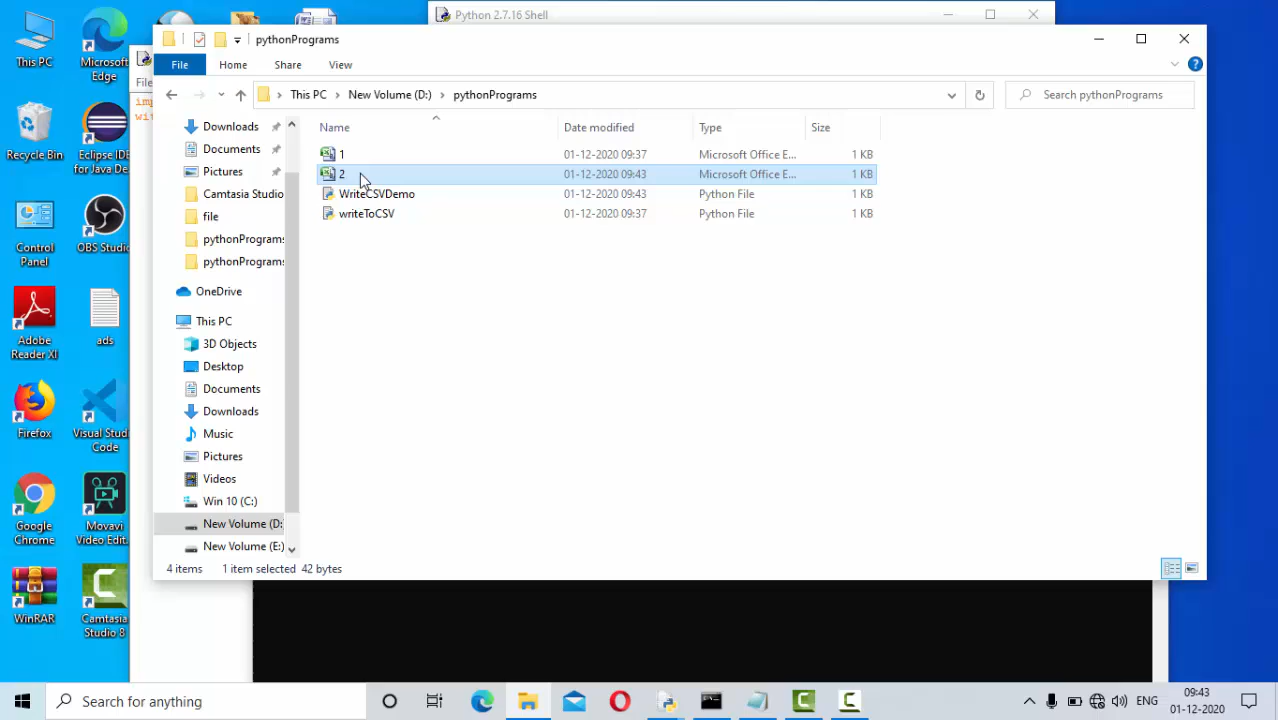 This PC
Microsoft
Edge
Recycle Bin
Eclipse IDE
for Java De...
Control
Panel
OBS Studio
Adobe
Reader XI
ads
Firefox
Visual Studi
Code
Google
Chrome
Movavi
Video Edit...
WinRAR
Camtasia
Studio 8
Python 2.7.16 Shell
File
imp
wit
pythonPrograms
File
Home
Share
View
This PC
New Volume (D:)
pythonPrograms
Search pythonPrograms
Downloads
Documents
Pictures
Camtasia Studio
file
pythonPrograms
pythonPrograms
OneDrive
This PC
3D Objects
Desktop
Documents
Downloads
Music
Pictures
Videos
Win 10 (C:)
New Volume (D:
New Volume (E:)
Name Date modified Type Size
1 01-12-2020 09:37 Microsoft Office E... 1 KB
2 01-12-2020 09:43 Microsoft Office E... 1 KB
WriteCSVDemo 01-12-2020 09:43 Python File 1 KB
writeToCSV 01-12-2020 09:37 Python File 1 KB
4 items 1 item selected 42 bytes
Search for anything
ENG
09:43
01-12-2020